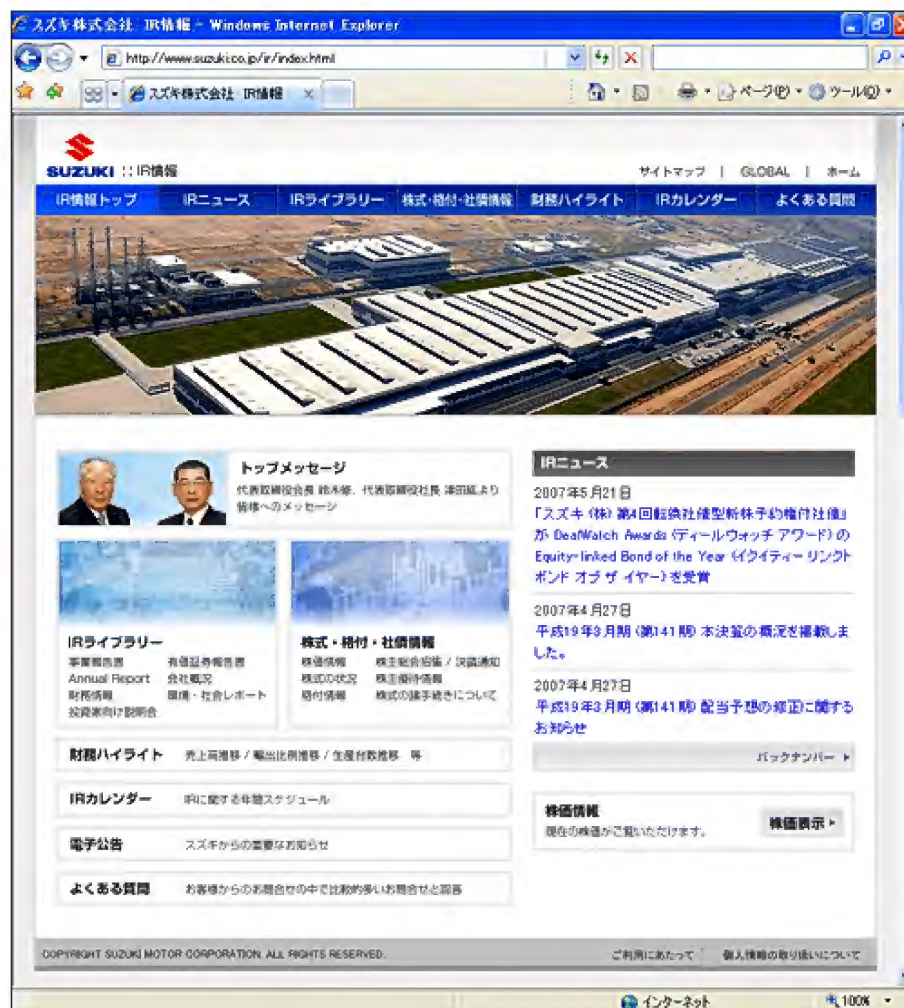 スズキ株式会社 IR情報 - Windows Internet Explorer
http://www.suzuki.co.jp/ir/index.html
スズキ株式会社 IR情報
ページ(P) ツール(O)
SUZUKI :: IR情報
サイトマップ | GLOBAL | ホーム
IR情報トップ IRニュース IRライブラリー 株式・格付・社債情報 財務ハイライト IRカレンダー よくある質問
トップメッセージ
代表取締役会長 鈴木修、代表取締役社長 津田紘より
皆様へのメッセージ
IRライブラリー
事業報告書 有価証券報告書
Annual Report 会社概況
財務情報 環境・社会レポート
投資家向け説明会
株式・格付・社債情報
株価情報 株主総会招集 / 決議通知
株式の状況 株主優待情報
格付情報 株式の諸手続きについて
財務ハイライト 売上高推移 / 輸出比例推移 / 生産台数推移 等
IRカレンダー IRに関する年間スケジュール
電子公告 スズキからの重要なお知らせ
よくある質問 お客様からのお問合せの中で比較的多いお問合せと回答
IRニュース
2007年5月21日
「スズキ(株) 第4回転換社債型新株予約権付社債」
が DealWatch Awards (ディールウォッチ アワード) の
Equity-linked Bond of the Year (イクイティー リンクト
ボンド オブ ザ イヤー) を受賞
2007年4月27日
平成19年3月期 (第141期) 本決算の概況を掲載しま
した。
2007年4月27日
平成19年3月期 (第141期) 配当予想の修正に関する
お知らせ
バックナンバー
株価情報
現在の株価がご覧いただけます。
株価表示
COPYRIGHT SUZUKI MOTOR CORPORATION. ALL RIGHTS RESERVED.
ご利用にあたって | 個人情報の取り扱いについて
インターネット
100%